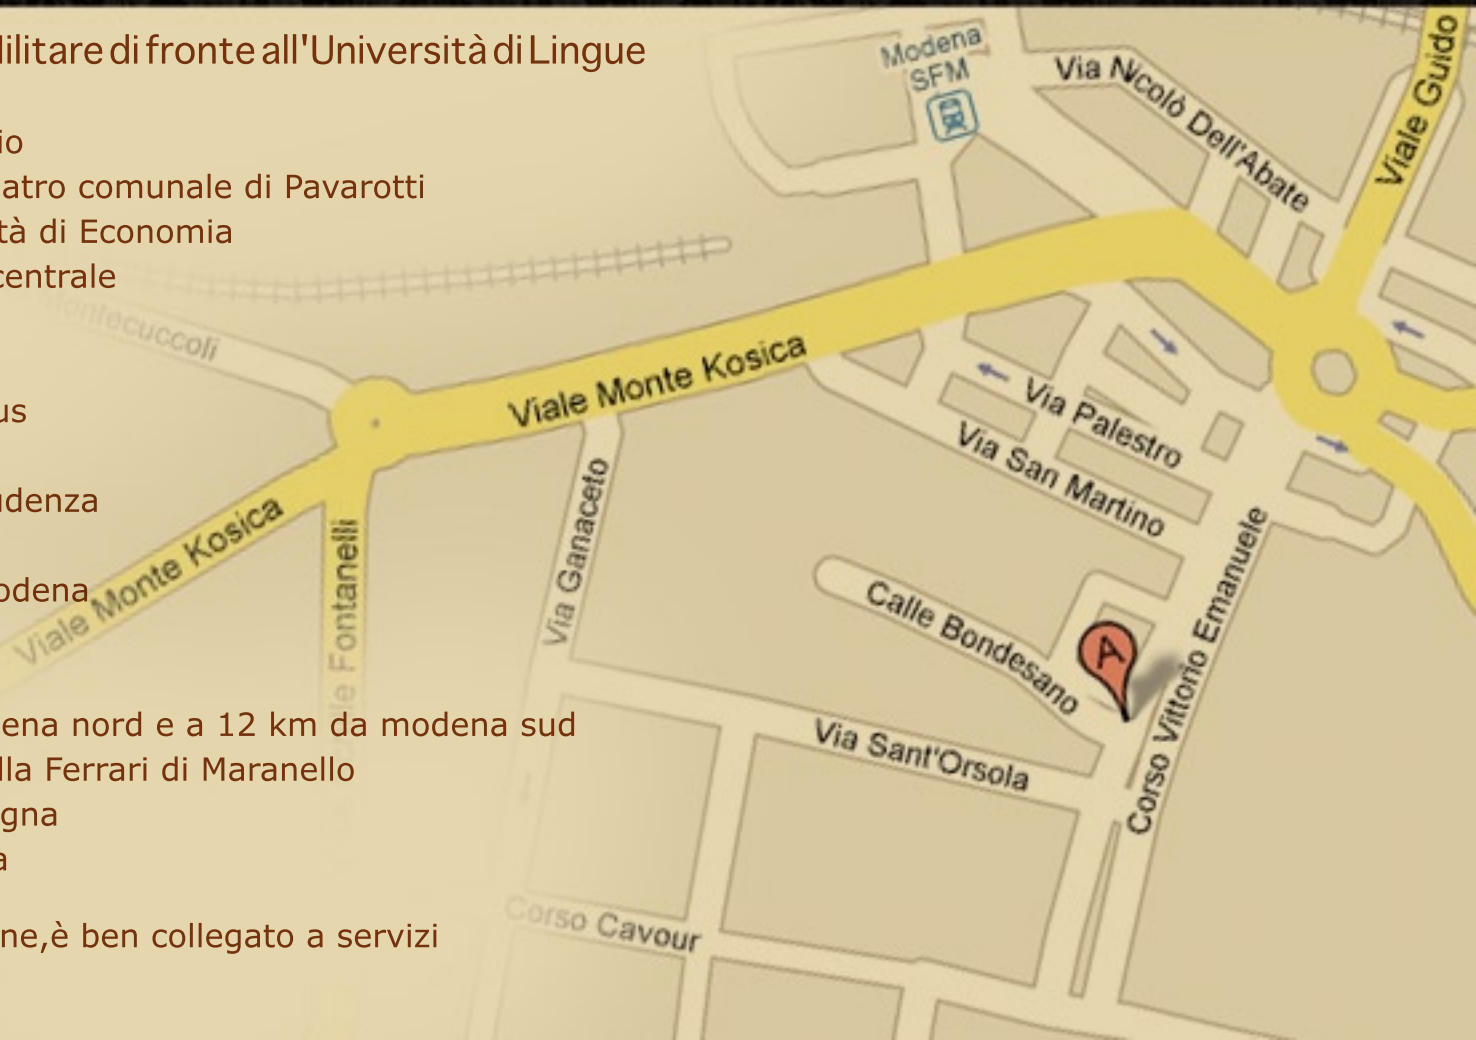 Militare di fronte all'Università di Lingue
io
atro comunale di Pavarotti
tà di Economia
centrale
us
udenza
odena
ena nord e a 12 km da modena sud
lla Ferrari di Maranello
gna
a
ne,è ben collegato a servizi
Modena
SFM
Via Nicolò Dell'Abate
Viale Guido
Montecuccoli
Viale Monte Kosica
Via Palestro
Via San Martino
Viale Monte Kosica
Fontanelli
Via Ganaceto
Calle Bondesano
A
Corso Vittorio Emanuele
Via Sant'Orsola
Corso Cavour